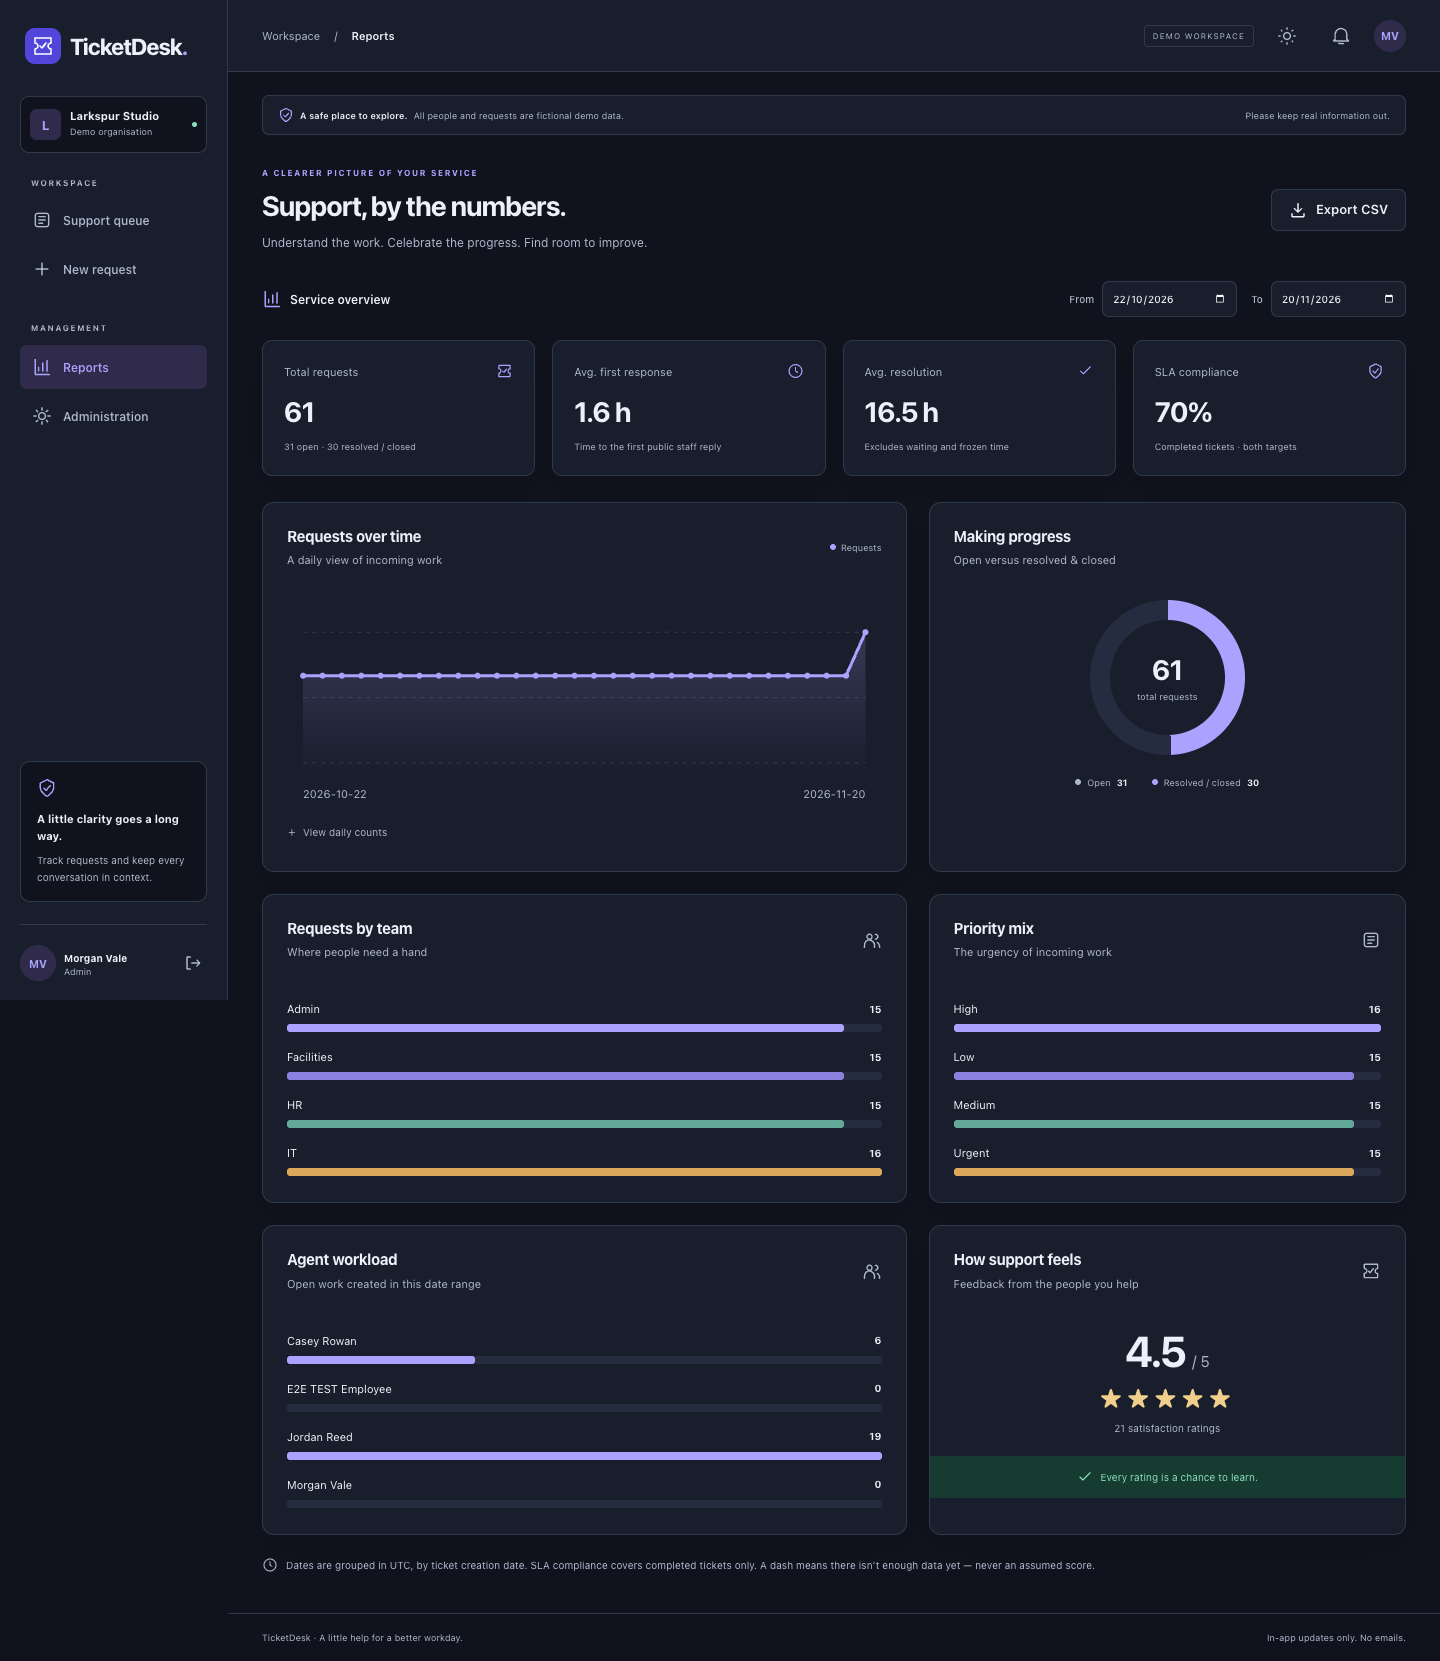 TicketDesk.
L
Larkspur Studio
Demo organisation
WORKSPACE
Support queue
New request
MANAGEMENT
Reports
Administration
A little clarity goes a long
way.
Track requests and keep every
conversation in context.
MV
Morgan Vale
Admin
Workspace / Reports
DEMO WORKSPACE
MV
A safe place to explore. All people and requests are fictional demo data.
Please keep real information out.
A CLEARER PICTURE OF YOUR SERVICE
Support, by the numbers.
Understand the work. Celebrate the progress. Find room to improve.
Export CSV
Service overview
From 22/10/2026
To 20/11/2026
Total requests
61
31 open · 30 resolved / closed
Avg. first response
1.6 h
Time to the first public staff reply
Avg. resolution
16.5 h
Excludes waiting and frozen time
SLA compliance
70%
Completed tickets · both targets
Requests over time
A daily view of incoming work
Requests
2026-10-22
2026-11-20
+ View daily counts
Making progress
Open versus resolved & closed
61
total requests
Open 31
Resolved / closed 30
Requests by team
Where people need a hand
Admin 15
Facilities 15
HR 15
IT 16
Priority mix
The urgency of incoming work
High 16
Low 15
Medium 15
Urgent 15
Agent workload
Open work created in this date range
Casey Rowan 6
E2E TEST Employee 0
Jordan Reed 19
Morgan Vale 0
How support feels
Feedback from the people you help
4.5 / 5
21 satisfaction ratings
Every rating is a chance to learn.
Dates are grouped in UTC, by ticket creation date. SLA compliance covers completed tickets only. A dash means there isn't enough data yet — never an assumed score.
TicketDesk · A little help for a better workday.
In-app updates only. No emails.